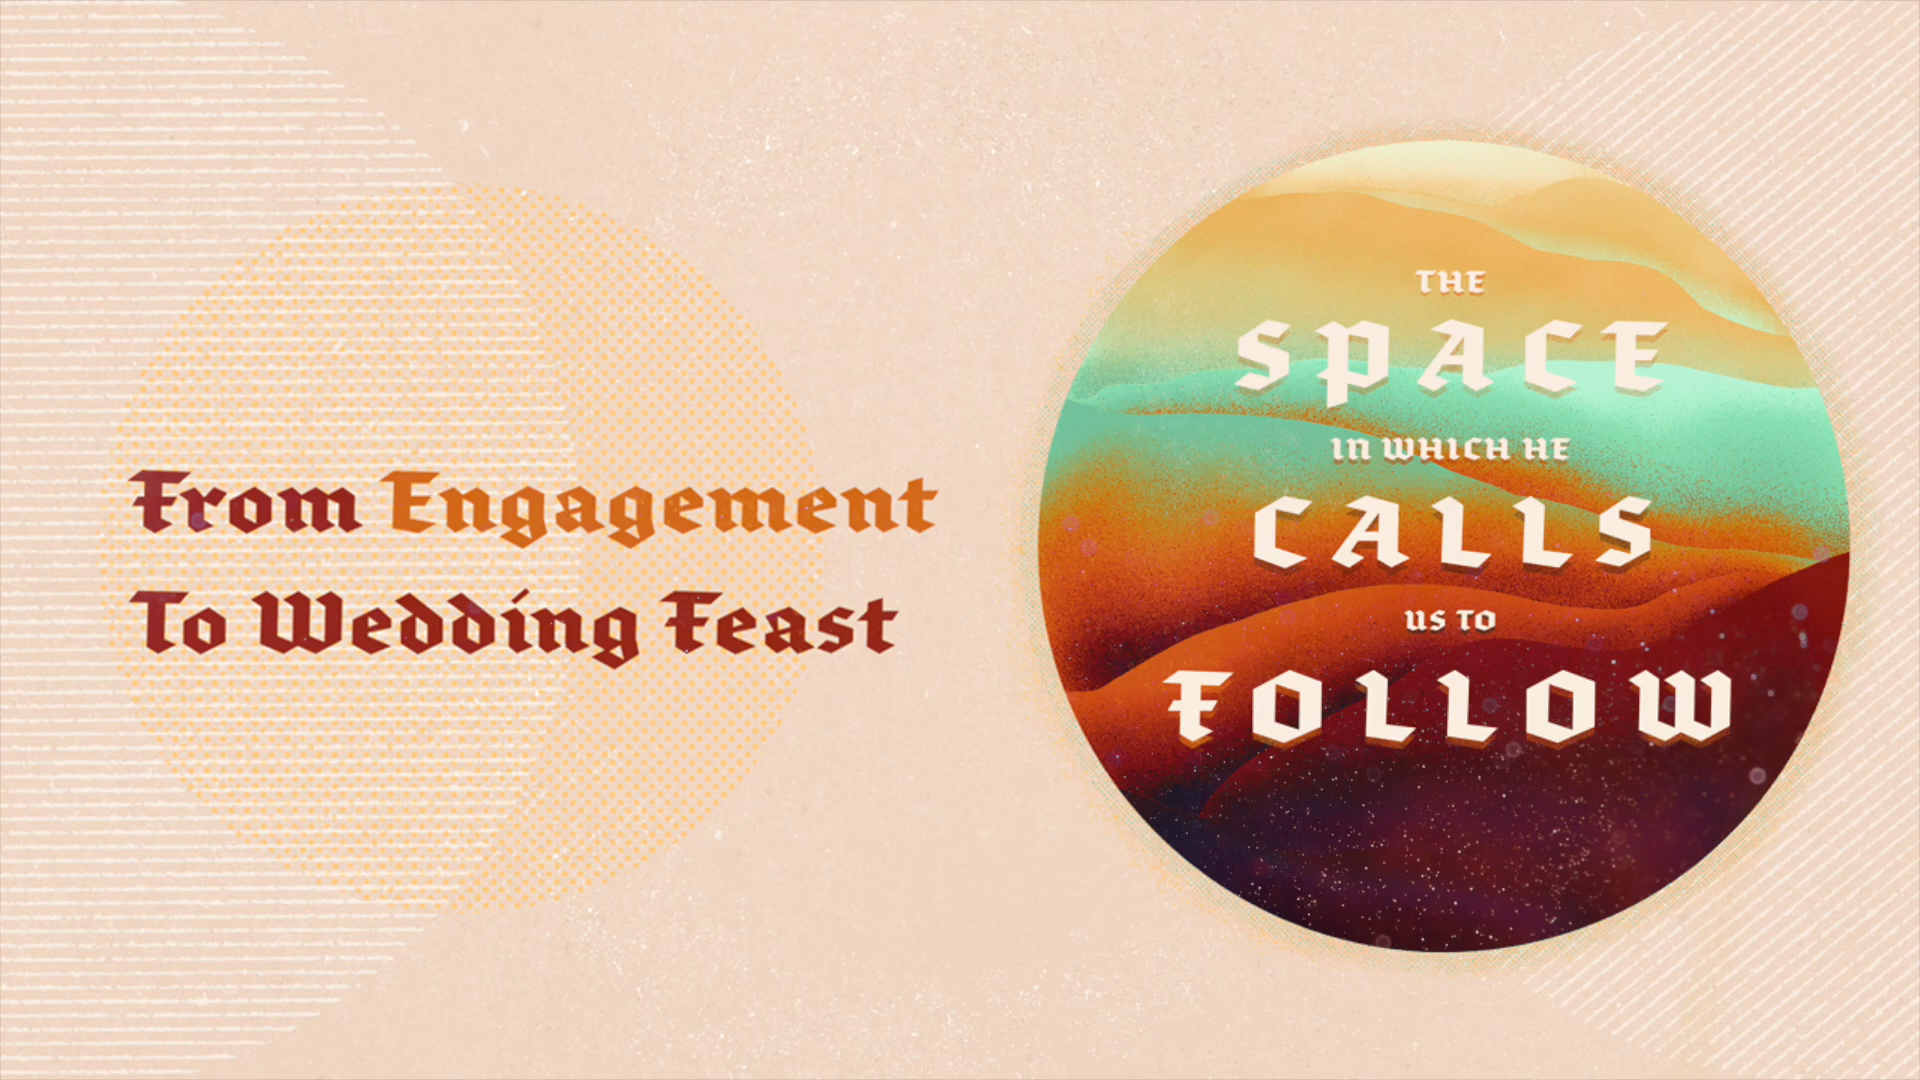 From Engagement
To Wedding Feast
THE
SPACE
IN WHICH HE
CALLS
US TO
FOLLOW